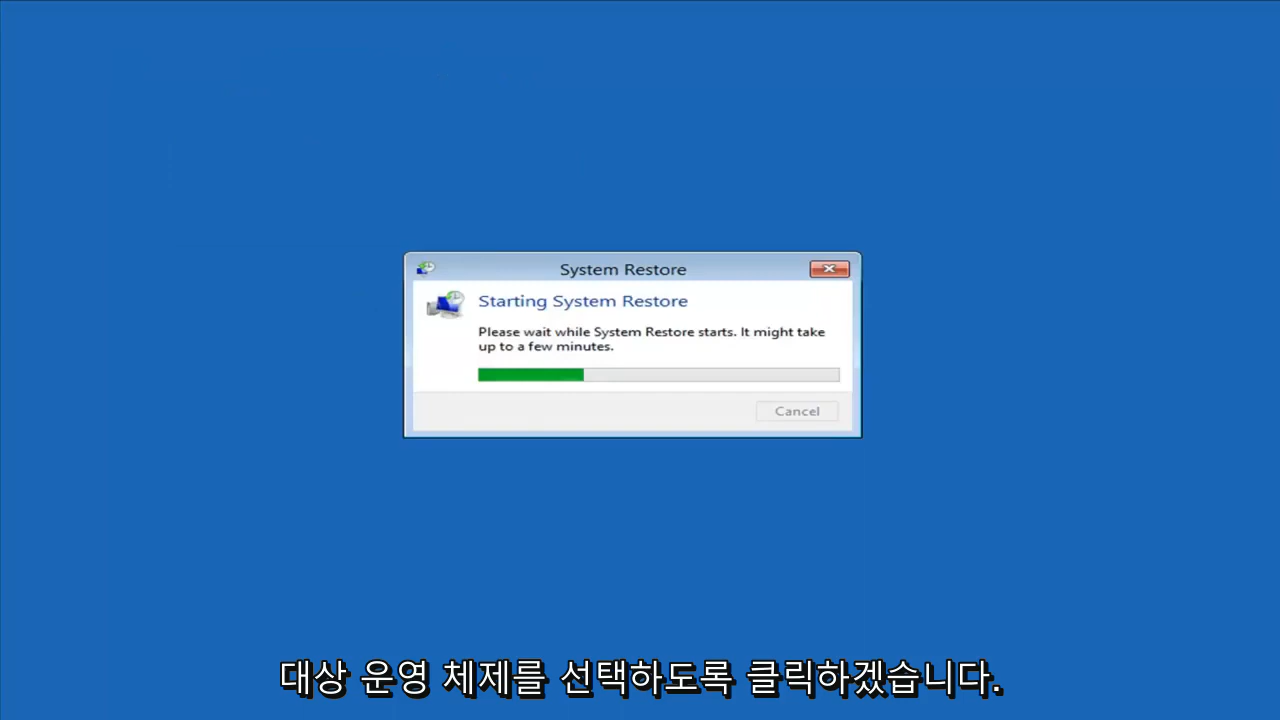 System Restore
Starting System Restore
Please wait while System Restore starts. It might take
up to a few minutes.
Cancel
대상 운영 체제를 선택하도록 클릭하겠습니다.